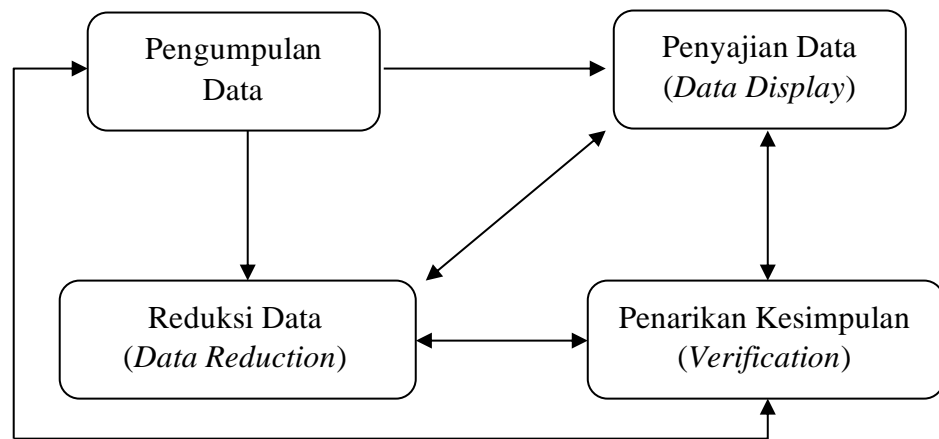 Pengumpulan
Data
Penyajian Data
(Data Display)
Reduksi Data
(Data Reduction)
Penarikan Kesimpulan
(Verification)